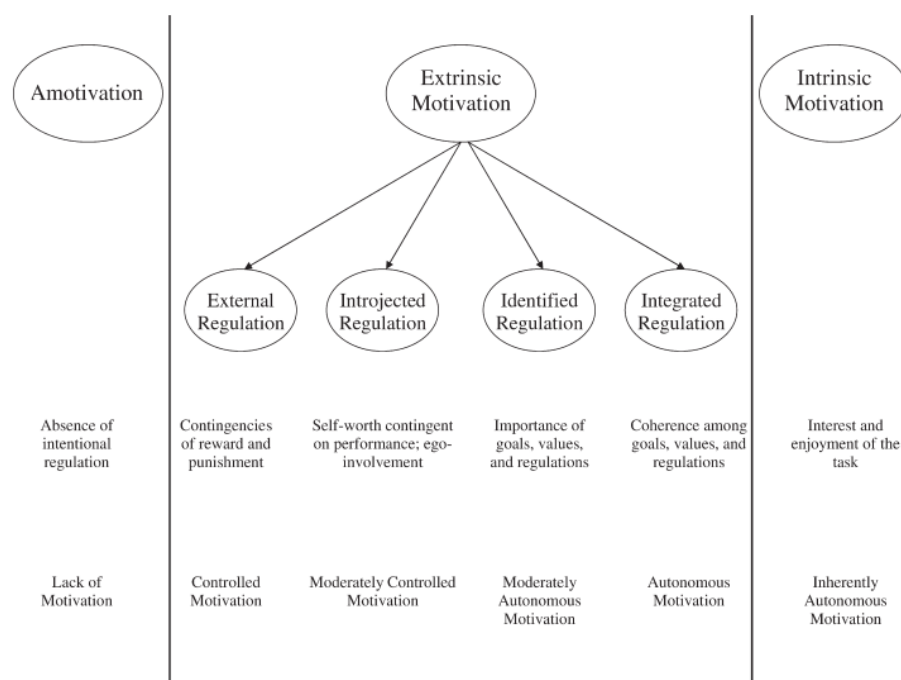 Amotivation
Extrinsic
Motivation
Intrinsic
Motivation
External
Regulation
Introjected
Regulation
Identified
Regulation
Integrated
Regulation
Absence of
intentional
regulation
Contingencies
of reward and
punishment
Self-worth contingent
on performance; ego-
involvement
Importance of
goals, values,
and regulations
Coherence among
goals, values, and
regulations
Interest and
enjoyment of the
task
Lack of
Motivation
Controlled
Motivation
Moderately Controlled
Motivation
Moderately
Autonomous
Motivation
Autonomous
Motivation
Inherently
Autonomous
Motivation